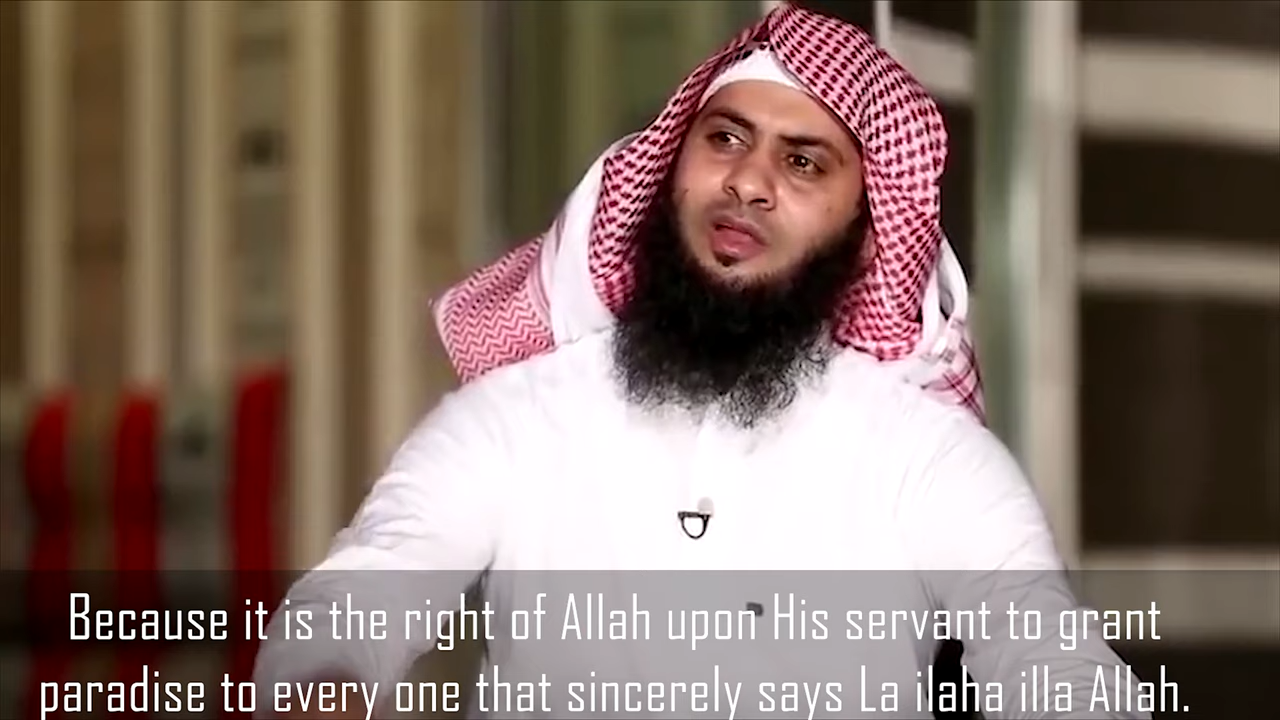 Because it is the right of Allah upon His servant to grant
paradise to every one that sincerely says La ilaha illa Allah.